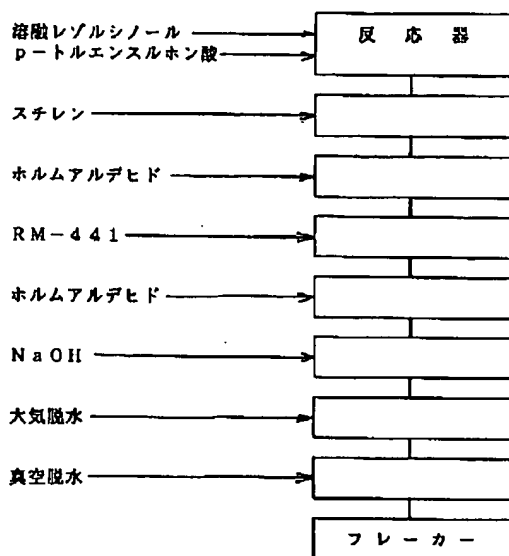 溶融レゾルシノール
反応器
p-トルエンスルホン酸
スチレン
ホルムアルデヒド
RM-441
ホルムアルデヒド
NaOH
大気脱水
真空脱水
フレーカー